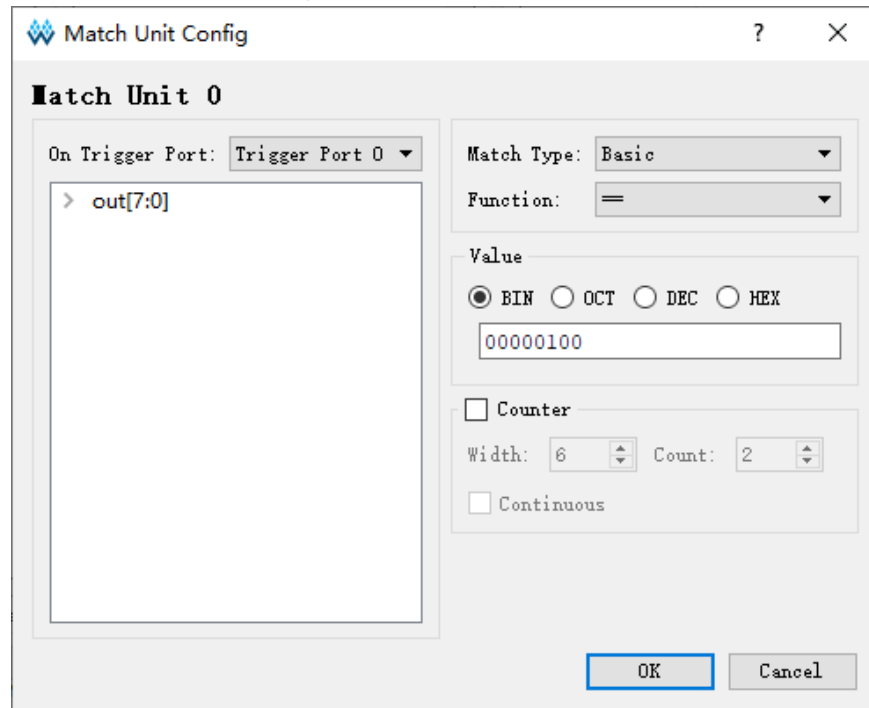 Match Unit Config ?
Match Unit 0
On Trigger Port: Trigger Port 0
out[7:0]
Match Type: Basic
Function: ==
Value
BIN OCT DEC HEX
00000100
Counter
Width: 6 Count: 2
Continuous
OK Cancel